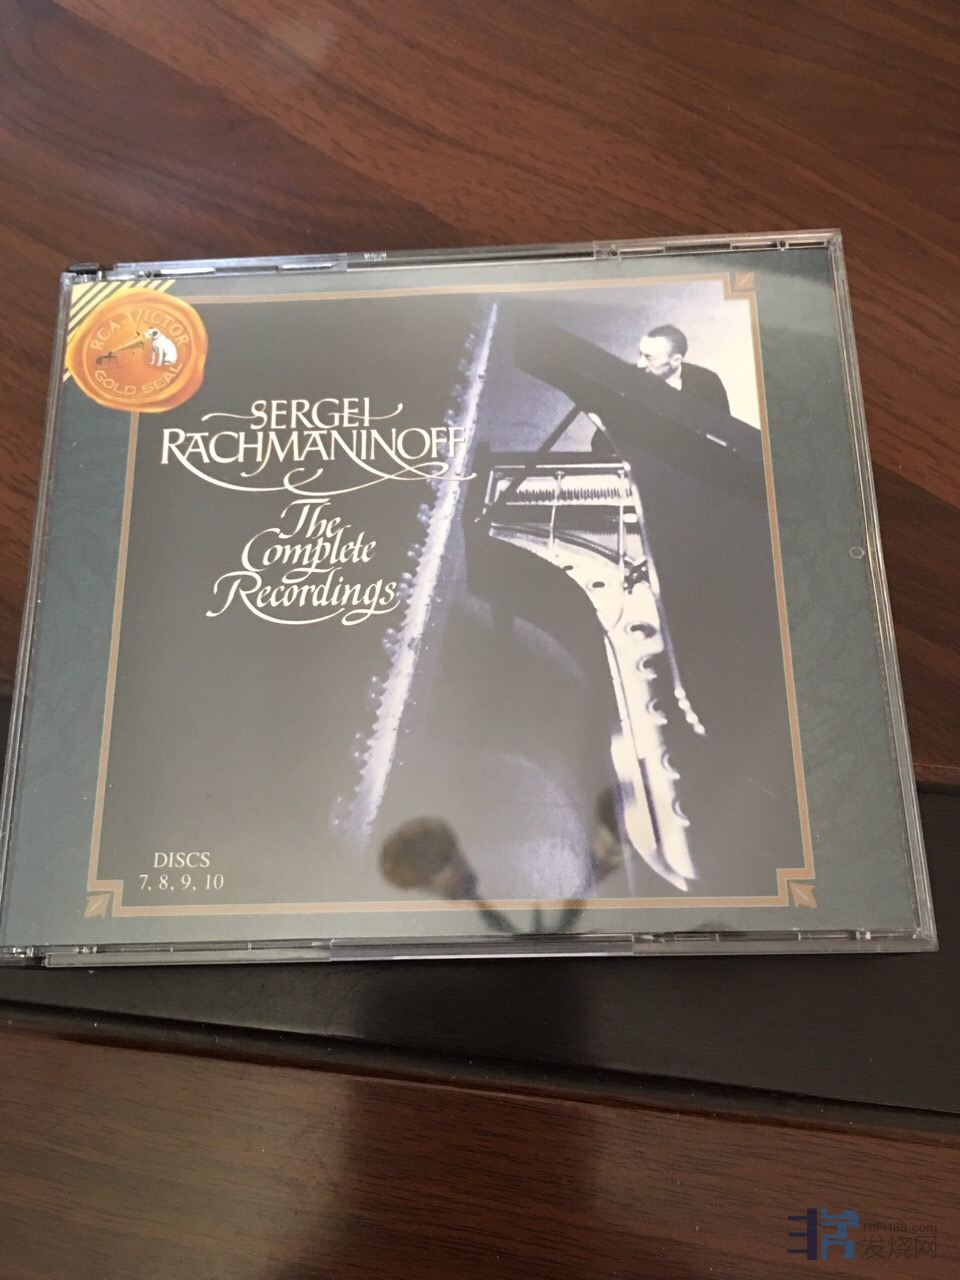 RCA VICTOR
GOLD SEAL
SERGEI
RACHMANINOFF
The
Complete
Recordings
DISCS
7, 8, 9, 10
HIFI168.com
发烧网